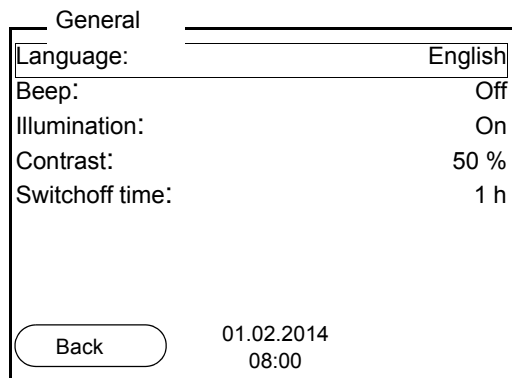 General
Language: English
Beep: Off
Illumination: On
Contrast: 50 %
Switchoff time: 1 h
Back
01.02.2014
08:00